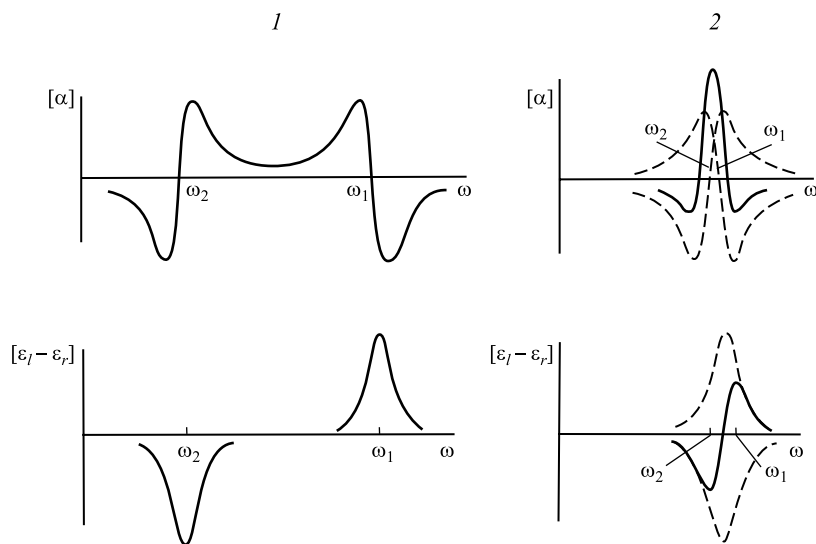 1 2
[α] [α]
ω₂ ω₁
ω₂ ω₁ ω ω
[εₗ – εᵣ] [εₗ – εᵣ]
ω₂ ω₁ ω ω
ω₂ ω₁